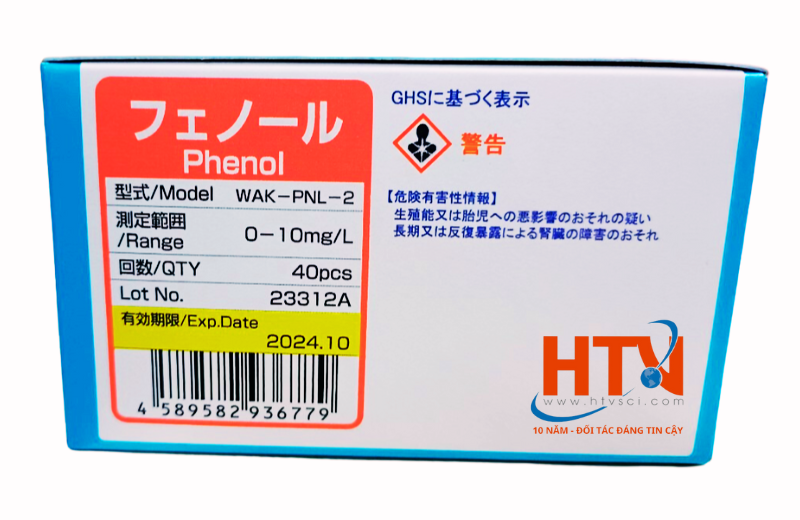 フェノール
Phenol
型式/Model WAK-PNL-2
測定範囲
/Range 0-10mg/L
回数/QTY 40pcs
Lot No. 23312A
有効期限/Exp.Date
2024.10
4 589582 936779
GHSに基づく表示
警告
【危険有害性情報】
生殖能又は胎児への悪影響のおそれの疑い
長期又は反復暴露による腎臓の障害のおそれ
HTV
www.htvsci.com
10 NĂM - ĐỐI TÁC ĐÁNG TIN CẬY